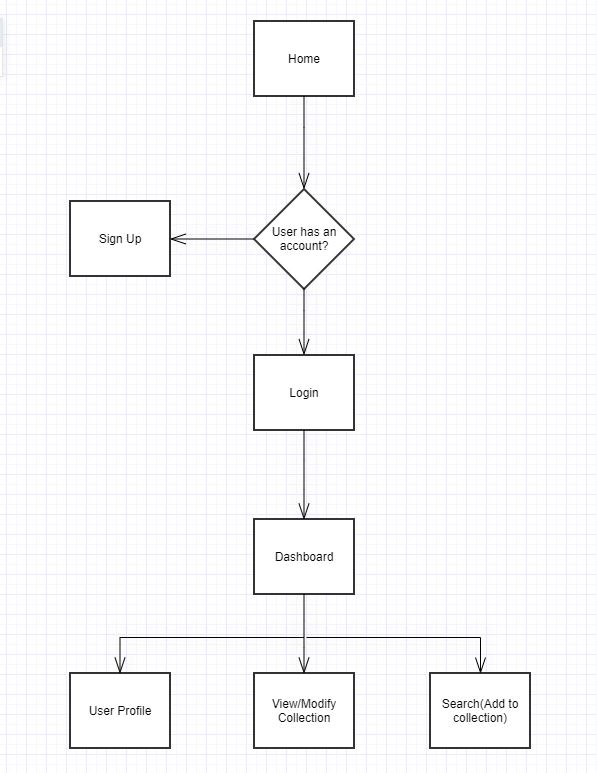 Home
User has an
account?
Sign Up
Login
Dashboard
User Profile
View/Modify
Collection
Search(Add to
collection)